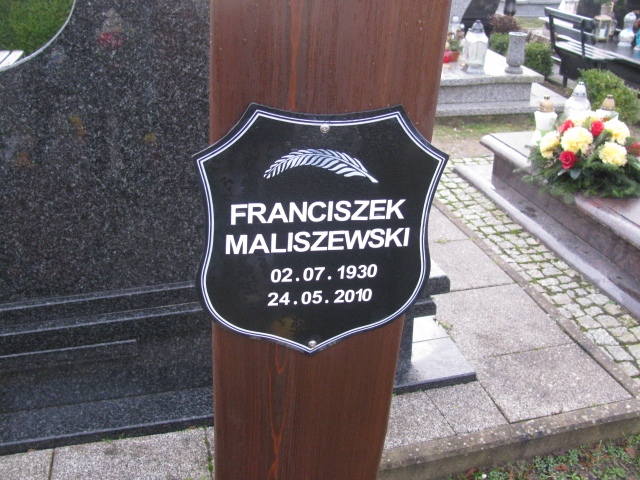 FRANCISZEK
MALISZEWSKI
02.07.1930
24.05.2010